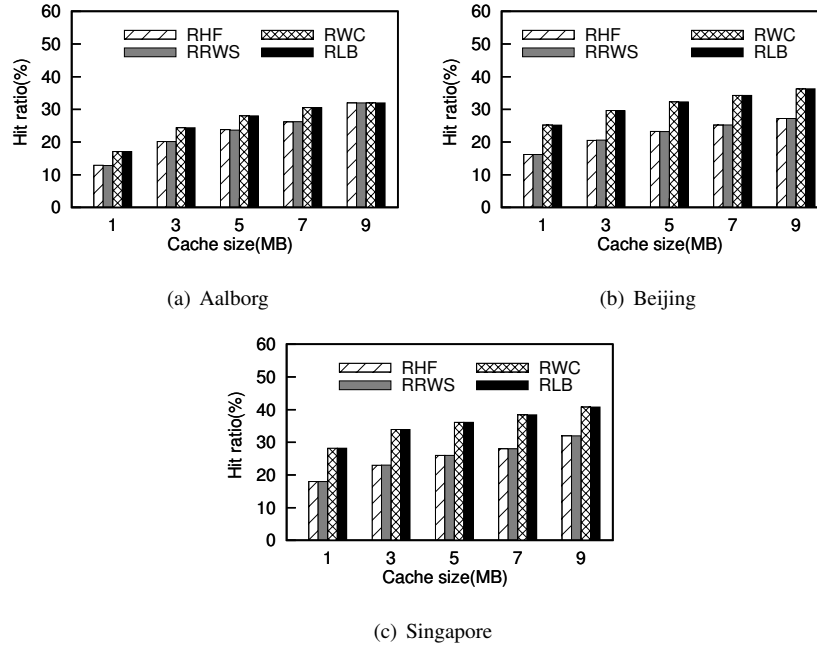 60
50
40
30
20
10
0
Hit ratio(%)
RHF RWC
RRWS RLB
1 3 5 7 9
Cache size(MB)
(a) Aalborg
60
50
40
30
20
10
0
Hit ratio(%)
RHF RWC
RRWS RLB
1 3 5 7 9
Cache size(MB)
(b) Beijing
60
50
40
30
20
10
0
Hit ratio(%)
RHF RWC
RRWS RLB
1 3 5 7 9
Cache size(MB)
(c) Singapore